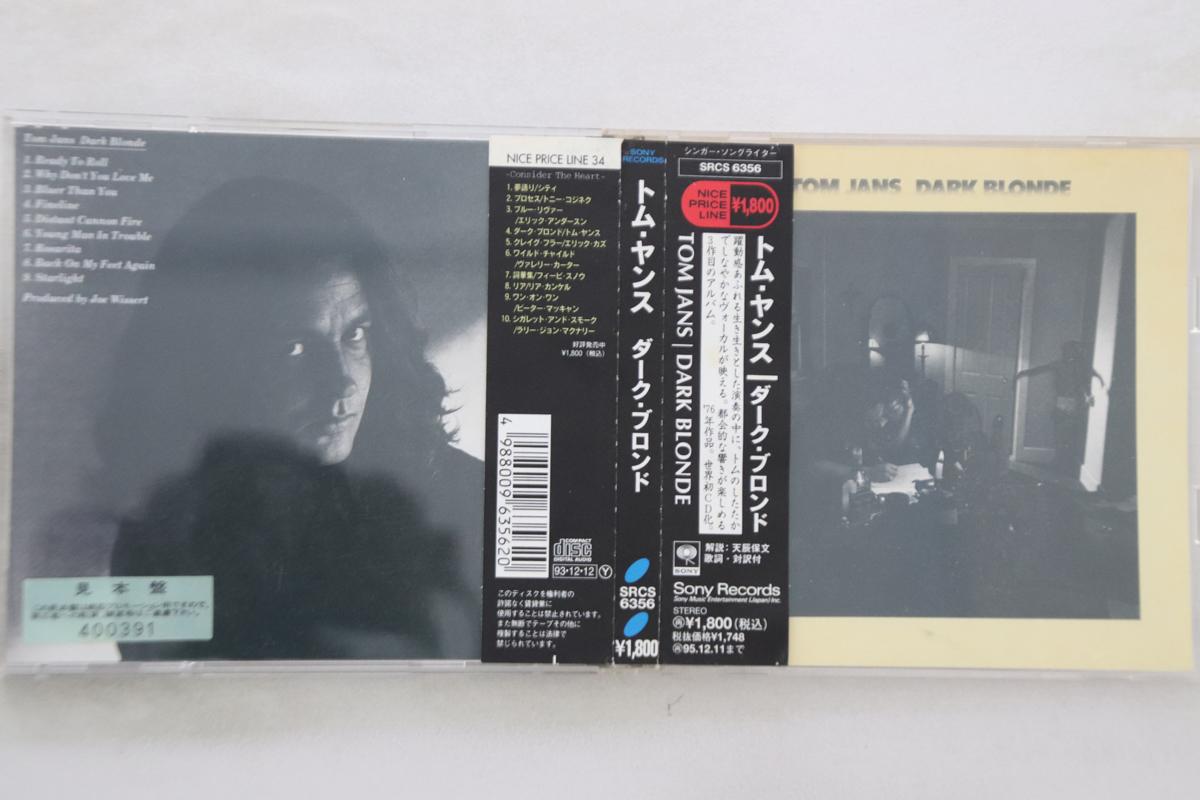 Tom Jans Dark Blonde
1. Ready To Roll
2. Why Don't You Love Me
3. Bluer Than You
4. Fineline
5. Distant Cannon Fire
6. Young Man In Trouble
7. Rosarita
8. Back On My Feet Again
9. Starlight
Produced by Joe Wissert
見本盤
400391
NICE PRICE LINE 34
-Consider The Heart-
1. 夢語り/シティ
2. プロセス/トニー・コジネク
3. ブルー・リヴァー
/エリック・アンダースン
4. ダーク・ブロンド/トム・ヤンス
5. クレイグ・フラー/エリック・カズ
6. ワイルド・チャイルド
/ヴァレリー・カーター
7. 詞華集/フィービ・スノウ
8. リア/リア・カンケル
9. ワン・オン・ワン
/ピーター・マッキャン
10. シガレット・アンド・スモーク
/ラリー・ジョン・マクナリー
好評発売中
¥1,800(税込)
4 988009 635620
COMPACT
disc
DIGITAL AUDIO
93・12・12 Y
このディスクを権利者の
許諾なく賃貸業に
使用することは禁止されています。
また無断でテープその他に
複製することは法律で
禁じられています。
SONY
RECORDS
トム・ヤンス ダーク・ブロンド
SRCS
6356
¥1,800
シンガー・ソングライター
SRCS 6356
NICE
PRICE
LINE
¥1,800
トム・ヤンス|ダーク・ブロンド
躍動感あふれる生き生きとした演奏の中に、トムのしたたか
でしなやかなヴォーカルが映える。都会的な響きが楽しめる
3作目のアルバム。 '76年作品。世界初CD化。
TOM JANS | DARK BLONDE
SONY
解説:天辰保文
歌詞・対訳付
Sony Records
Sony Music Entertainment (Japan) Inc.
STEREO
再¥1,800(税込)
税抜価格¥1,748
再95.12.11まで
TOM JANS DARK BLONDE